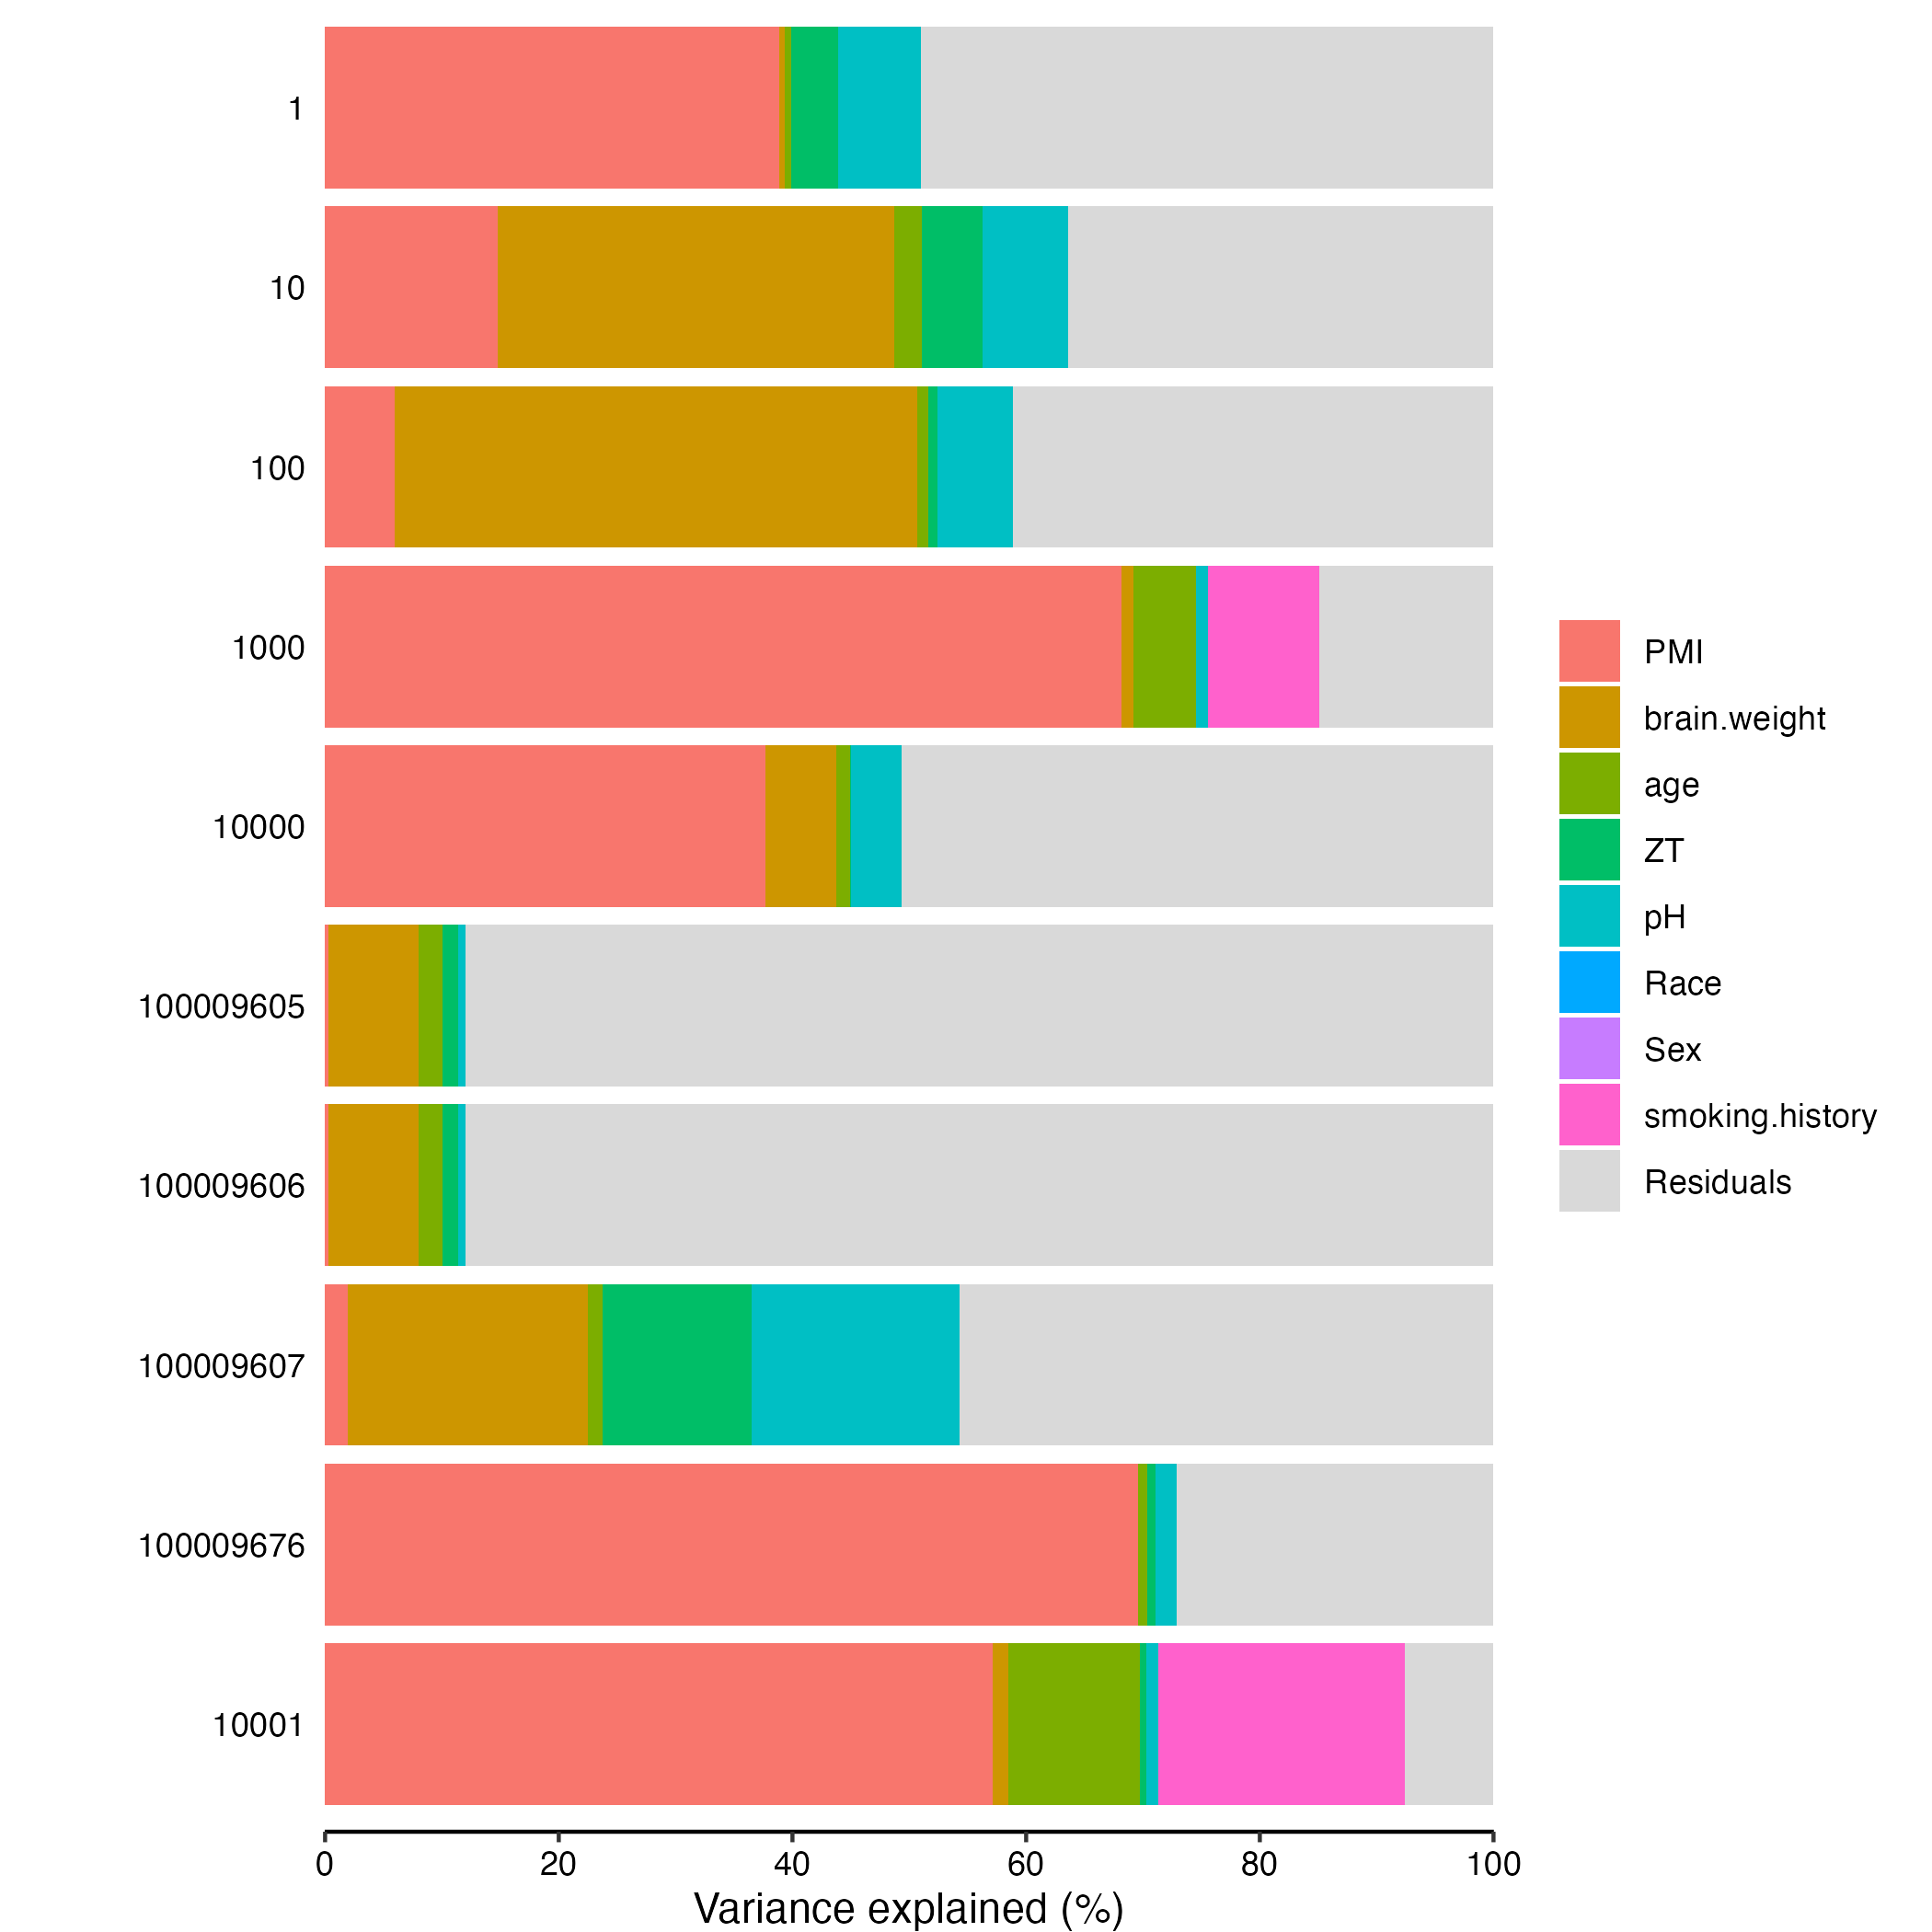 1
10
100
1000
10000
100009605
100009606
100009607
100009676
10001
0 20 40 60 80 100
Variance explained (%)
PMI
brain.weight
age
ZT
pH
Race
Sex
smoking.history
Residuals